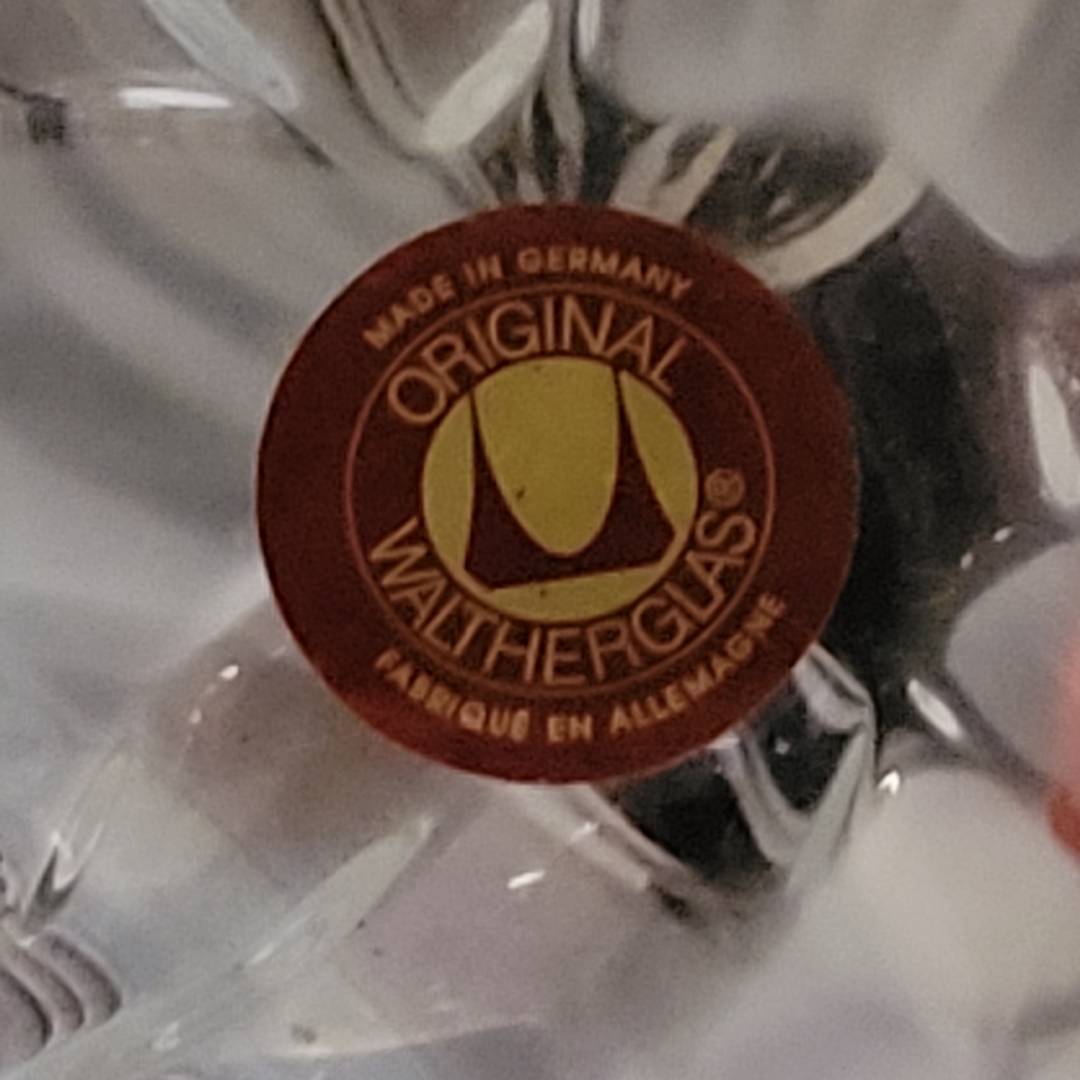 MADE IN GERMANY
ORIGINAL
WALTHERGLAS®
FABRIQUÉ EN ALLEMAGNE